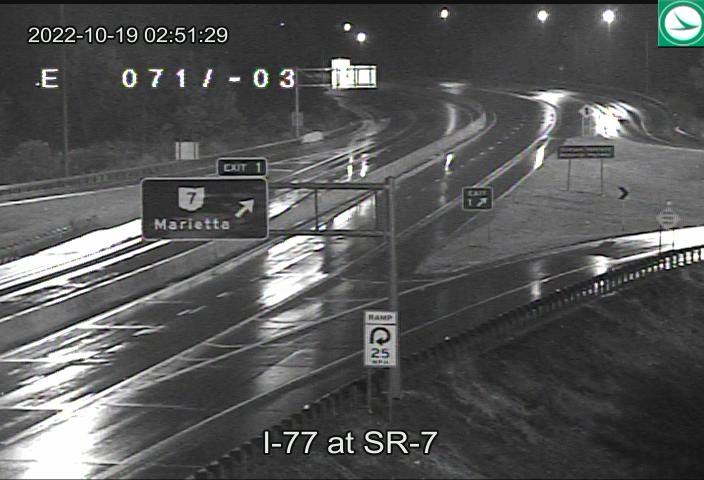 2022-10-19 02:51:29
E 071/-03
EXIT 1
7
Marietta
EXIT
1
RAMP
25
MPH
I-77 at SR-7